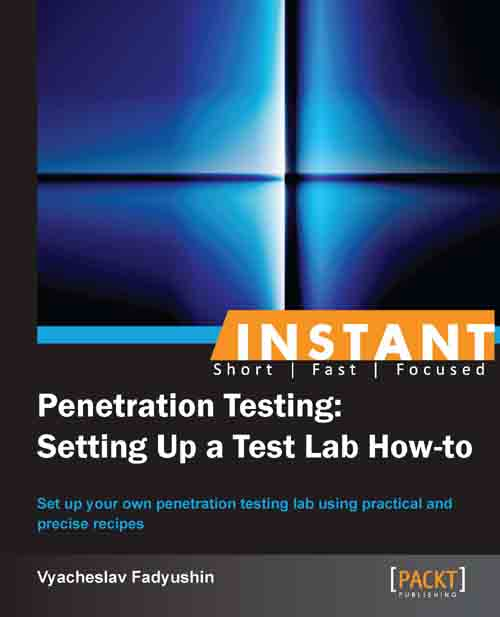 INSTANT
Short | Fast | Focused
Penetration Testing:
Setting Up a Test Lab How-to
Set up your own penetration testing lab using practical and
precise recipes
Vyacheslav Fadyushin
[PACKT]
PUBLISHING